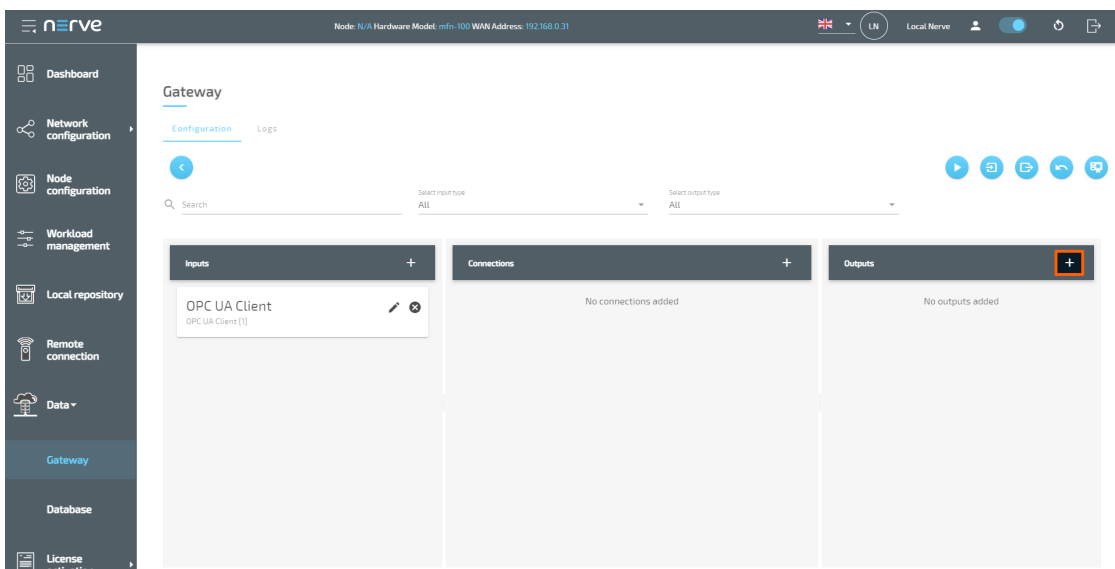 nerve
Node: N/A Hardware Model: mfn-100 WAN Address: 192.168.0.31
LN
Local Nerve
Dashboard
Network
configuration
Node
configuration
Workload
management
Local repository
Remote
connection
Data
Gateway
Database
License
Gateway
Configuration
Logs
Search
Select input type
All
Select output type
All
Inputs
+
Connections
+
Outputs
+
OPC UA Client
OPC UA Client [1]
No connections added
No outputs added